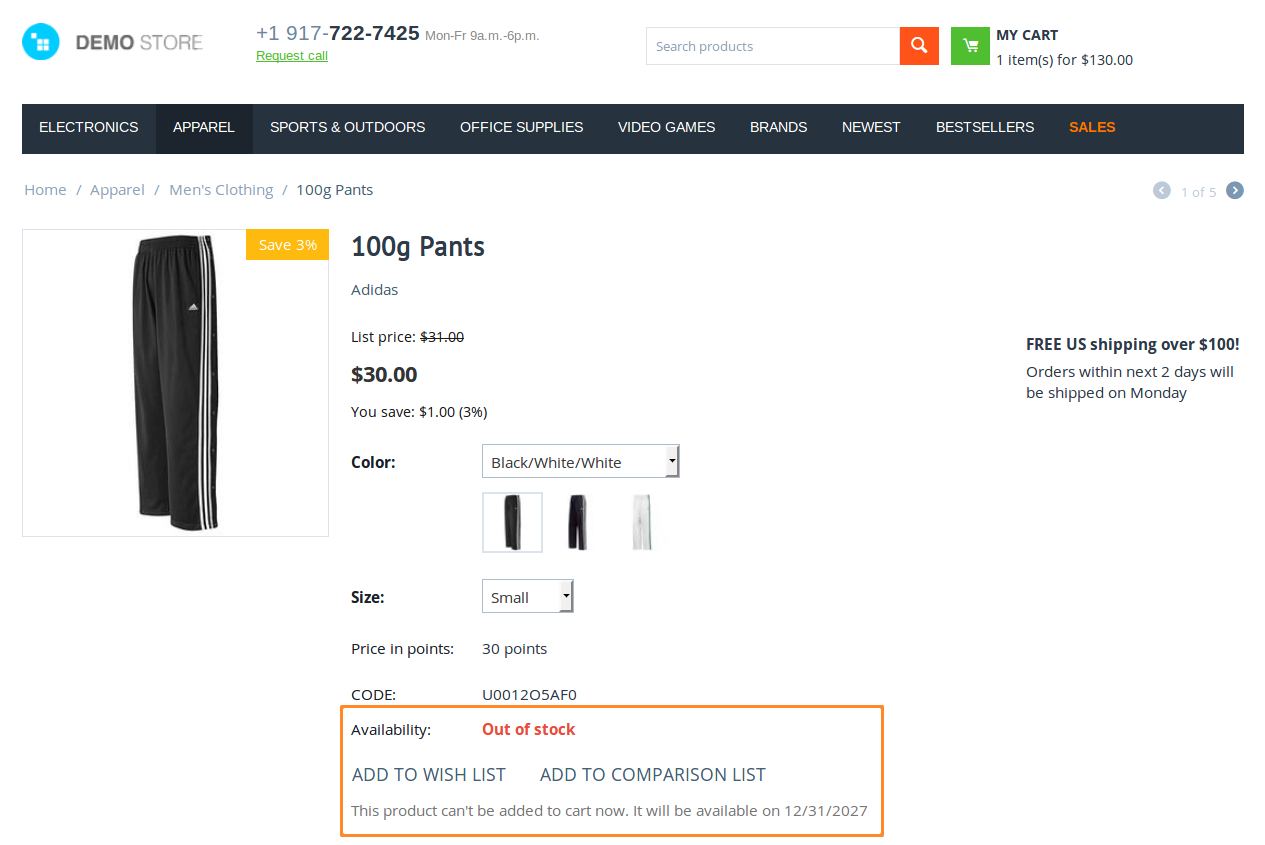 DEMO STORE
+1 917-722-7425 Mon-Fr 9a.m.-6p.m.
Request call
Search products
MY CART
1 item(s) for $130.00
ELECTRONICS APPAREL SPORTS & OUTDOORS OFFICE SUPPLIES VIDEO GAMES BRANDS NEWEST BESTSELLERS SALES
Home / Apparel / Men's Clothing / 100g Pants
1 of 5
Save 3%
100g Pants
Adidas
List price: $31.00
$30.00
You save: $1.00 (3%)
FREE US shipping over $100!
Orders within next 2 days will
be shipped on Monday
Color: Black/White/White
Size: Small
Price in points: 30 points
CODE: U0012O5AF0
Availability: Out of stock
ADD TO WISH LIST ADD TO COMPARISON LIST
This product can't be added to cart now. It will be available on 12/31/2027